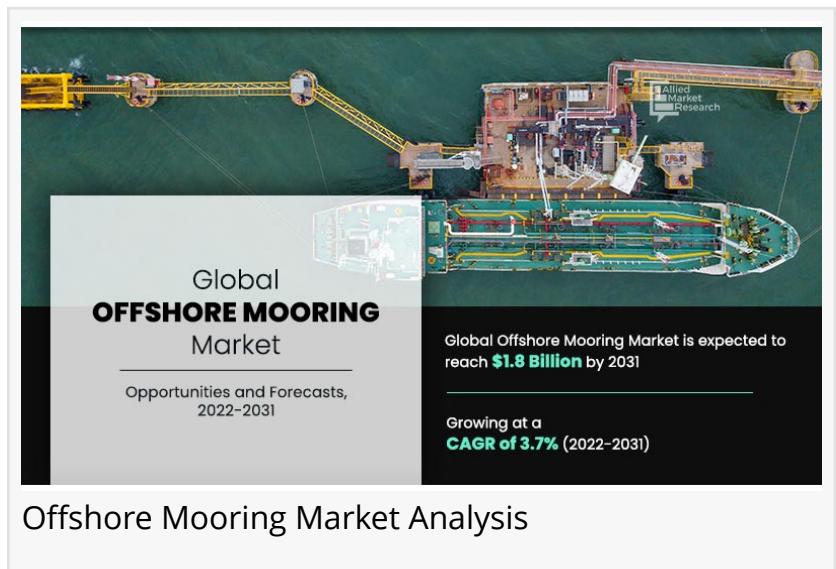 Allied
Market
Research
Global
OFFSHORE MOORING
Market
Opportunities and Forecasts,
2022-2031
Global Offshore Mooring Market is expected to
reach $1.8 Billion by 2031
Growing at a
CAGR of 3.7% (2022-2031)
Offshore Mooring Market Analysis